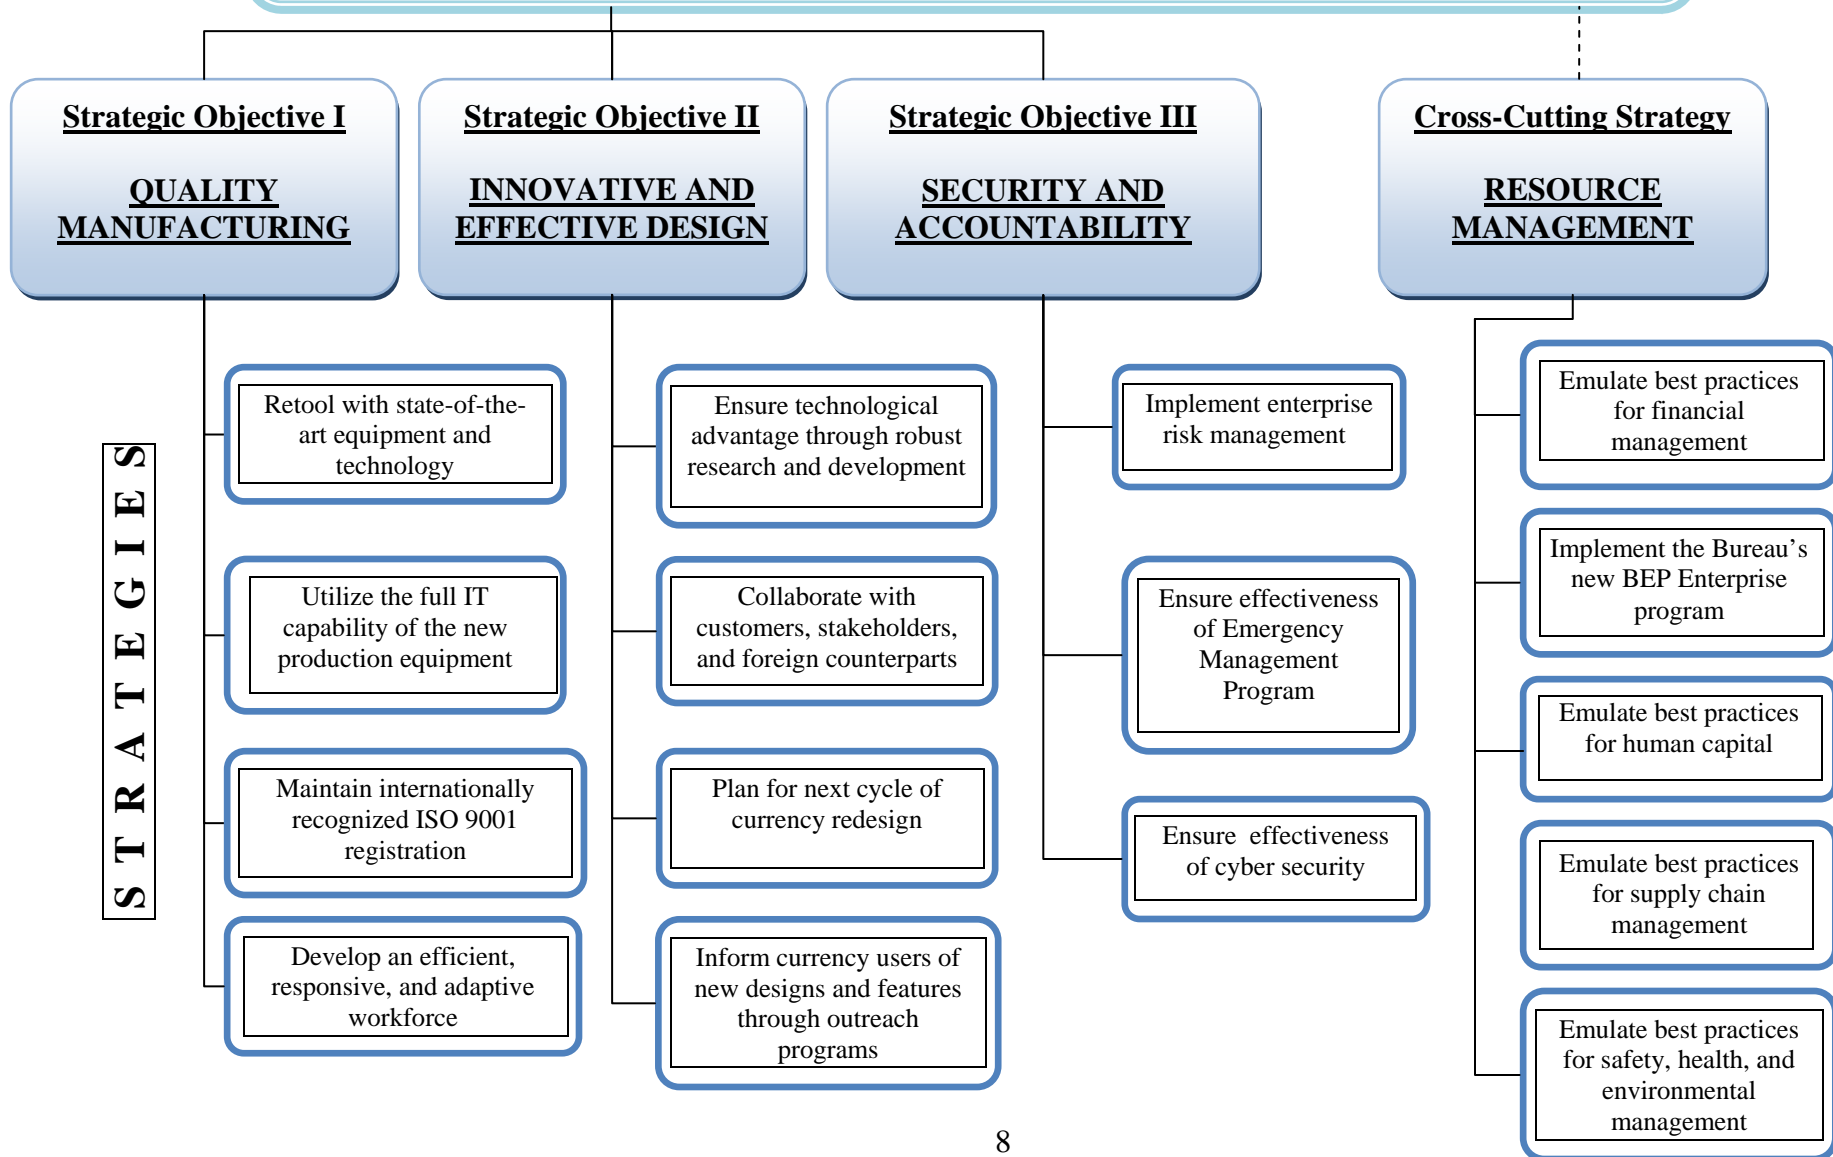 Strategic Objective I
QUALITY
MANUFACTURING
Strategic Objective II
INNOVATIVE AND
EFFECTIVE DESIGN
Strategic Objective III
SECURITY AND
ACCOUNTABILITY
Cross-Cutting Strategy
RESOURCE
MANAGEMENT
STRATEGIES
Retool with state-of-the-
art equipment and
technology
Utilize the full IT
capability of the new
production equipment
Maintain internationally
recognized ISO 9001
registration
Develop an efficient,
responsive, and adaptive
workforce
Ensure technological
advantage through robust
research and development
Collaborate with
customers, stakeholders,
and foreign counterparts
Plan for next cycle of
currency redesign
Inform currency users of
new designs and features
through outreach
programs
Implement enterprise
risk management
Ensure effectiveness
of Emergency
Management
Program
Ensure effectiveness
of cyber security
Emulate best practices
for financial
management
Implement the Bureau’s
new BEP Enterprise
program
Emulate best practices
for human capital
Emulate best practices
for supply chain
management
Emulate best practices
for safety, health, and
environmental
management
8